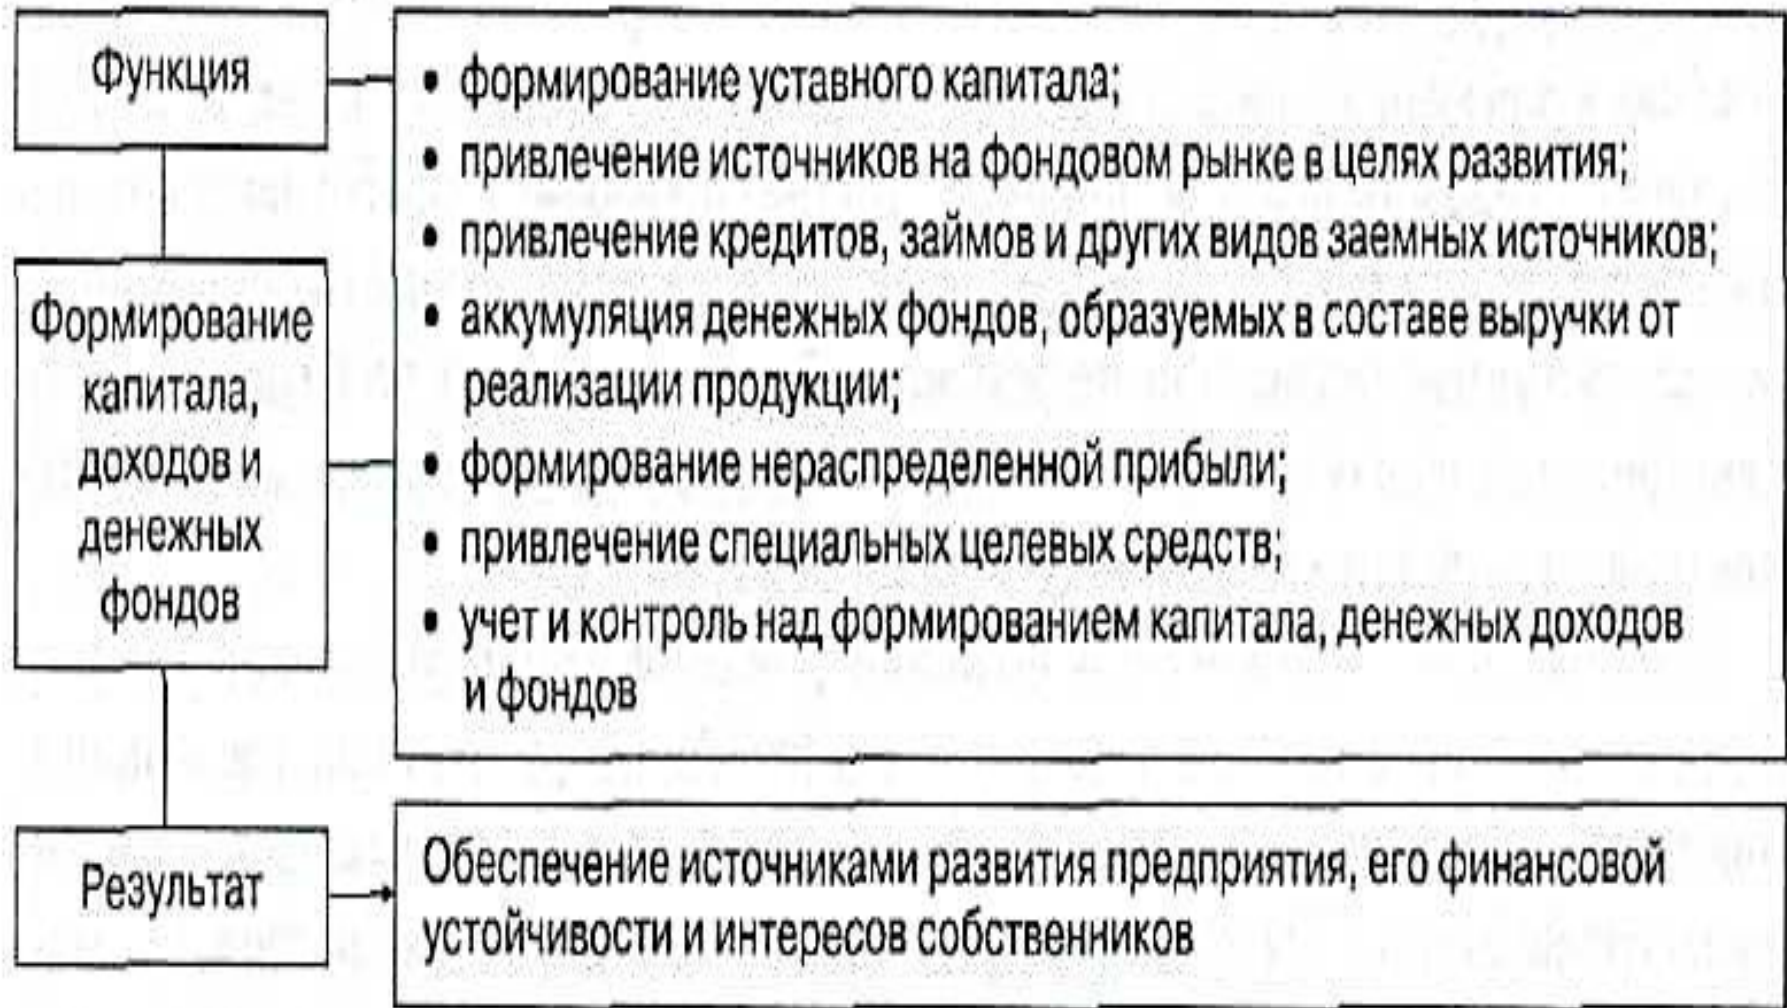 Функция
• формирование уставного капитала;
• привлечение источников на фондовом рынке в целях развития;
• привлечение кредитов, займов и других видов заемных источников;
• аккумуляция денежных фондов, образуемых в составе выручки от
реализации продукции;
• формирование нераспределенной прибыли;
• привлечение специальных целевых средств;
• учет и контроль над формированием капитала, денежных доходов
и фондов
Формирование
капитала,
доходов и
денежных
фондов
Результат
Обеспечение источниками развития предприятия, его финансовой
устойчивости и интересов собственников